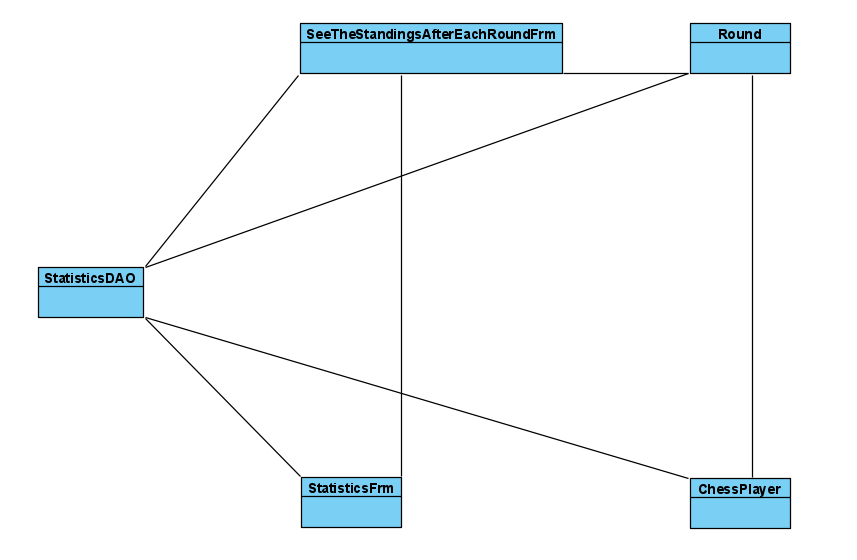 SeeTheStandingsAfterEachRoundFrm
Round
StatisticsDAO
StatisticsFrm
ChessPlayer